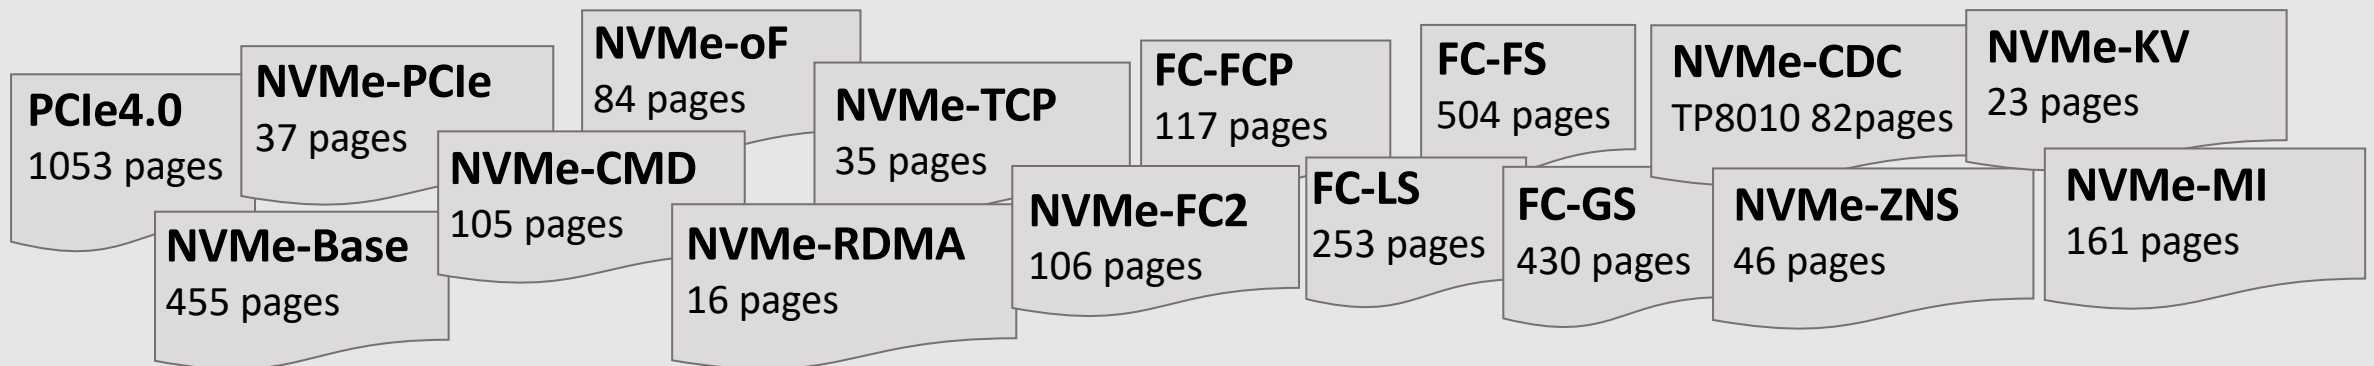 PCIe4.0
1053 pages
NVMe-PCIe
37 pages
NVMe-Base
455 pages
NVMe-CMD
105 pages
NVMe-oF
84 pages
NVMe-RDMA
16 pages
NVMe-TCP
35 pages
NVMe-FC2
106 pages
FC-FCP
117 pages
FC-LS
253 pages
FC-FS
504 pages
FC-GS
430 pages
NVMe-CDC
TP8010 82pages
NVMe-ZNS
46 pages
NVMe-KV
23 pages
NVMe-MI
161 pages